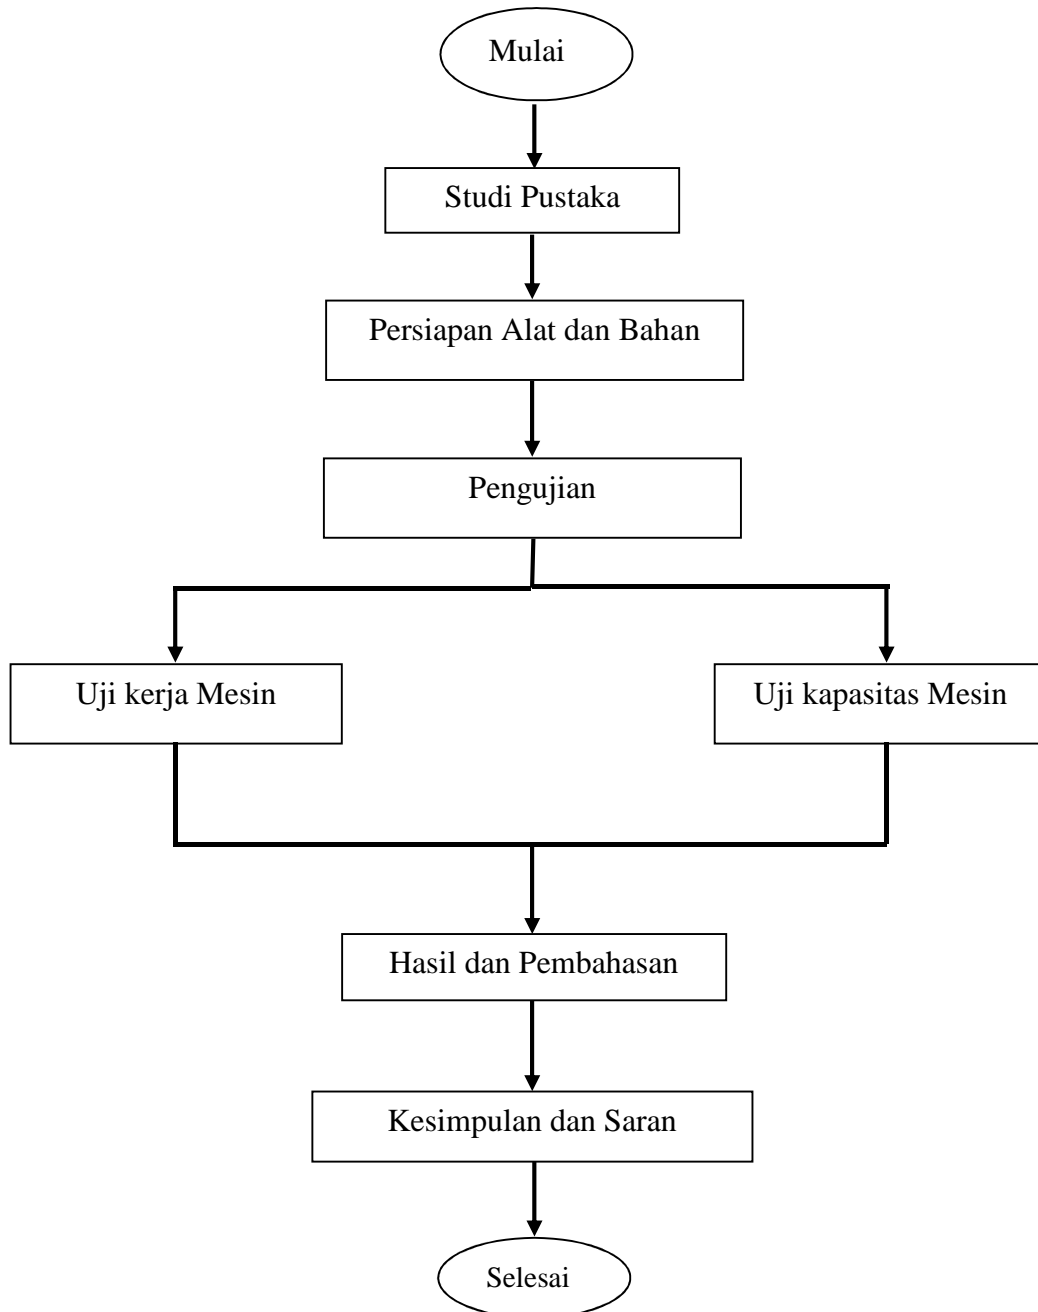 Mulai
Studi Pustaka
Persiapan Alat dan Bahan
Pengujian
Uji kerja Mesin
Uji kapasitas Mesin
Hasil dan Pembahasan
Kesimpulan dan Saran
Selesai